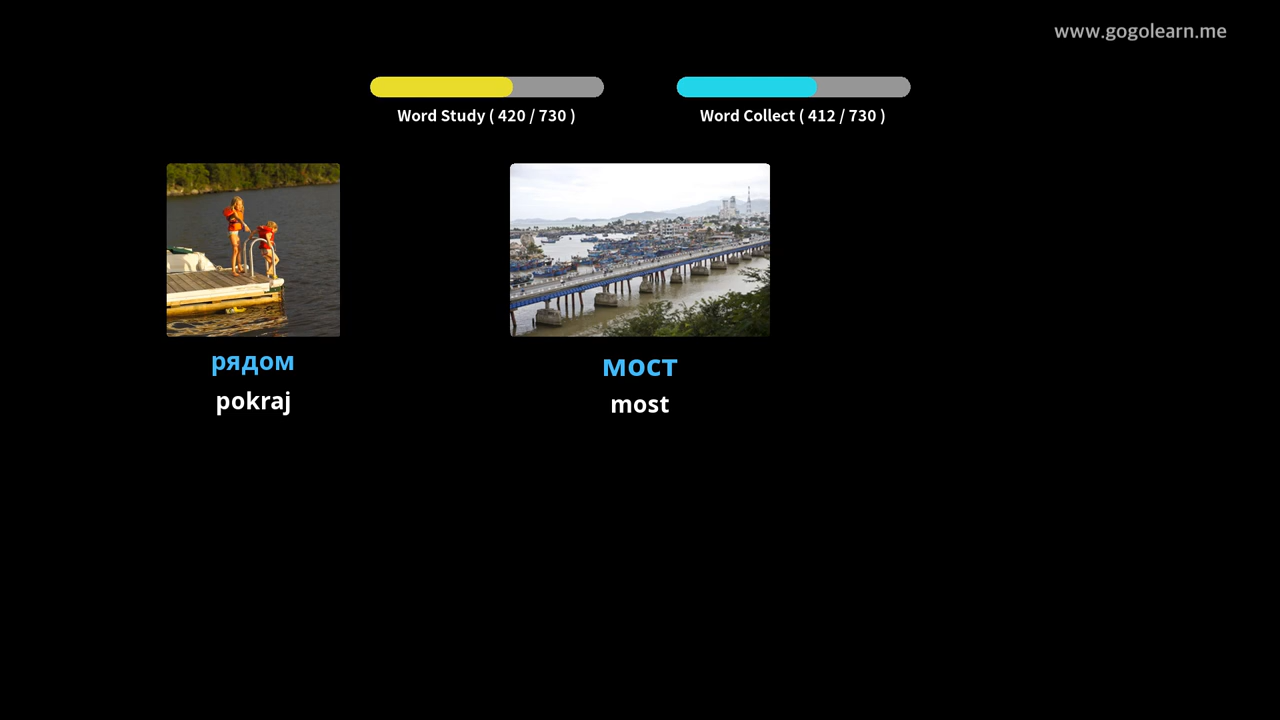 www.gogolearn.me
Word Study ( 420 / 730 )
Word Collect ( 412 / 730 )
рядом
pokraj
мост
most